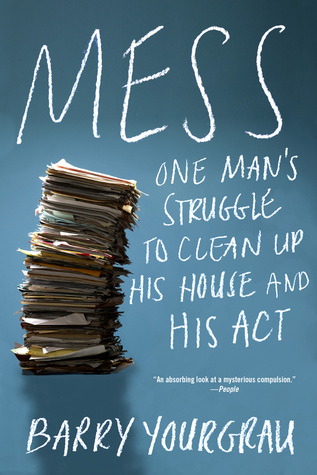 MESS
ONE MAN'S
STRUGGLE
TO CLEAN UP
HIS HOUSE AND
HIS ACT
"An absorbing look at a mysterious compulsion."
—People
BARRY YOURGRAU